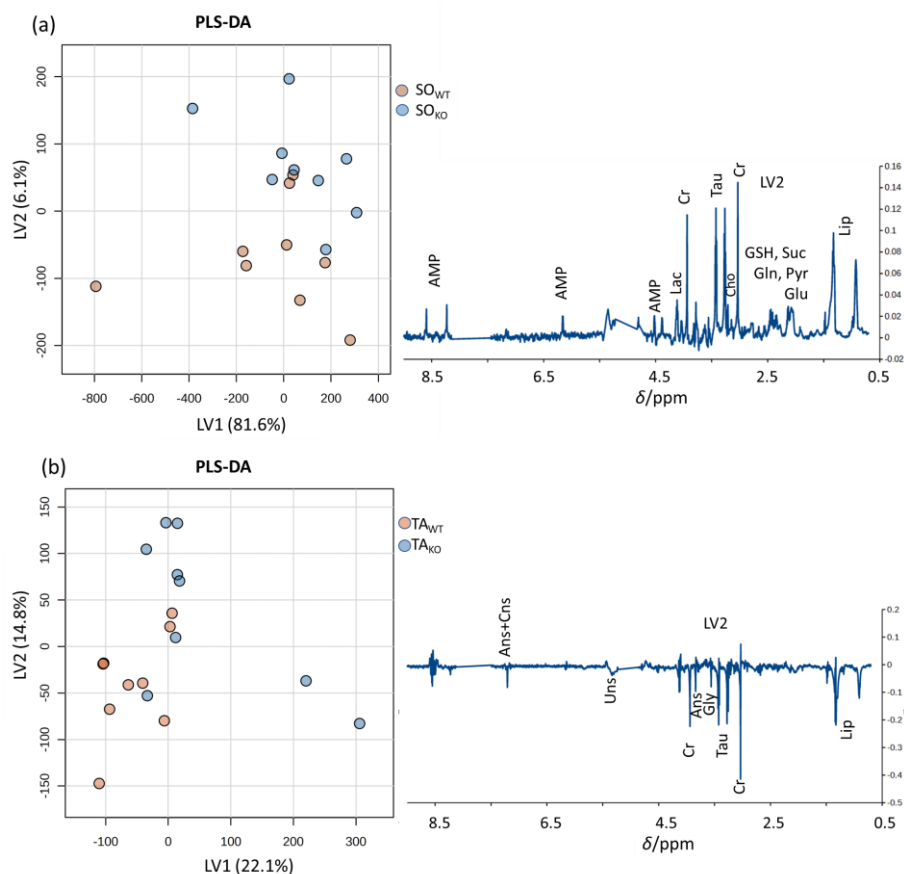 (a)
PLS-DA
LV2 (6.1%)
200
100
0
-100
-200
-800
-600
-400
-200
0
200
400
LV1 (81.6%)
SOWT
SOKO
AMP
AMP
AMP
Lac
Cr
Tau
Cho
Cr
LV2
GSH, Suc
Gln, Pyr
Glu
Lip
0.16
0.14
0.12
0.10
0.08
0.06
0.04
0.02
0
-0.02
8.5
6.5
4.5
2.5
0.5
δ/ppm
(b)
PLS-DA
LV2 (14.8%)
150
100
50
0
-50
-100
-150
-100
0
100
200
300
LV1 (22.1%)
TAWT
TAKO
Ans+Cns
Uns
Cr
Ans
Gly
Tau
Cr
LV2
Lip
0.2
0.1
0
-0.1
-0.2
-0.3
-0.4
-0.5
8.5
6.5
4.5
2.5
0.5
δ/ppm